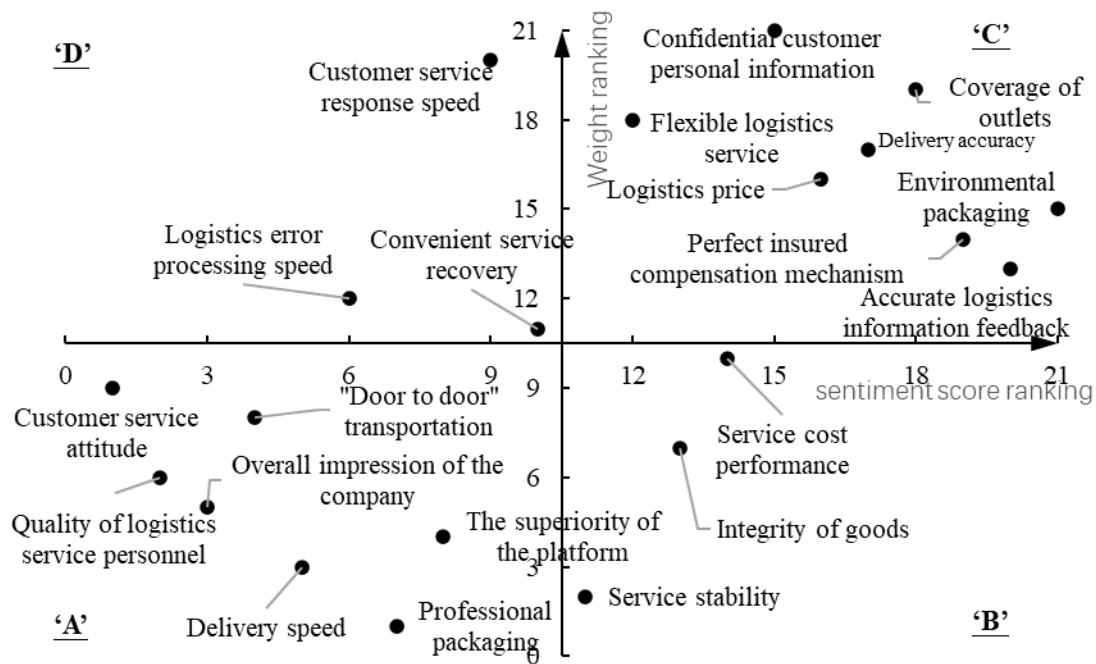 ‘D’
21
Weight ranking
Confidential customer
personal information
‘C’
Customer service
response speed
Coverage of
outlets
18
Flexible logistics
service
Delivery accuracy
Logistics price
Environmental
packaging
15
Logistics error
processing speed
Convenient service
recovery
Perfect insured
compensation mechanism
12
Accurate logistics
information feedback
0 3 6 9 12 15 18 21
sentiment score ranking
9
Customer service
attitude
"Door to door"
transportation
Service cost
performance
6
Overall impression of the
company
Quality of logistics
service personnel
The superiority of
the platform
Integrity of goods
3
Delivery speed
Professional
packaging
Service stability
‘A’
‘B’
0